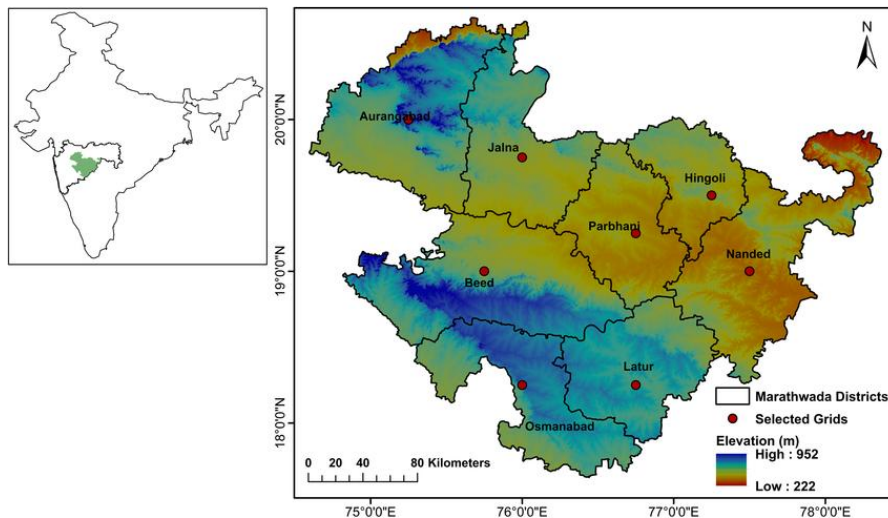 N
Aurangabad
Jalna
Hingoli
Parbhani
Nanded
Beed
Latur
Osmanabad
20°0'0"N
19°0'0"N
18°0'0"N
Marathwada Districts
Selected Grids
Elevation (m)
High : 952
Low : 222
0 20 40 80 Kilometers
75°0'0"E 76°0'0"E 77°0'0"E 78°0'0"E